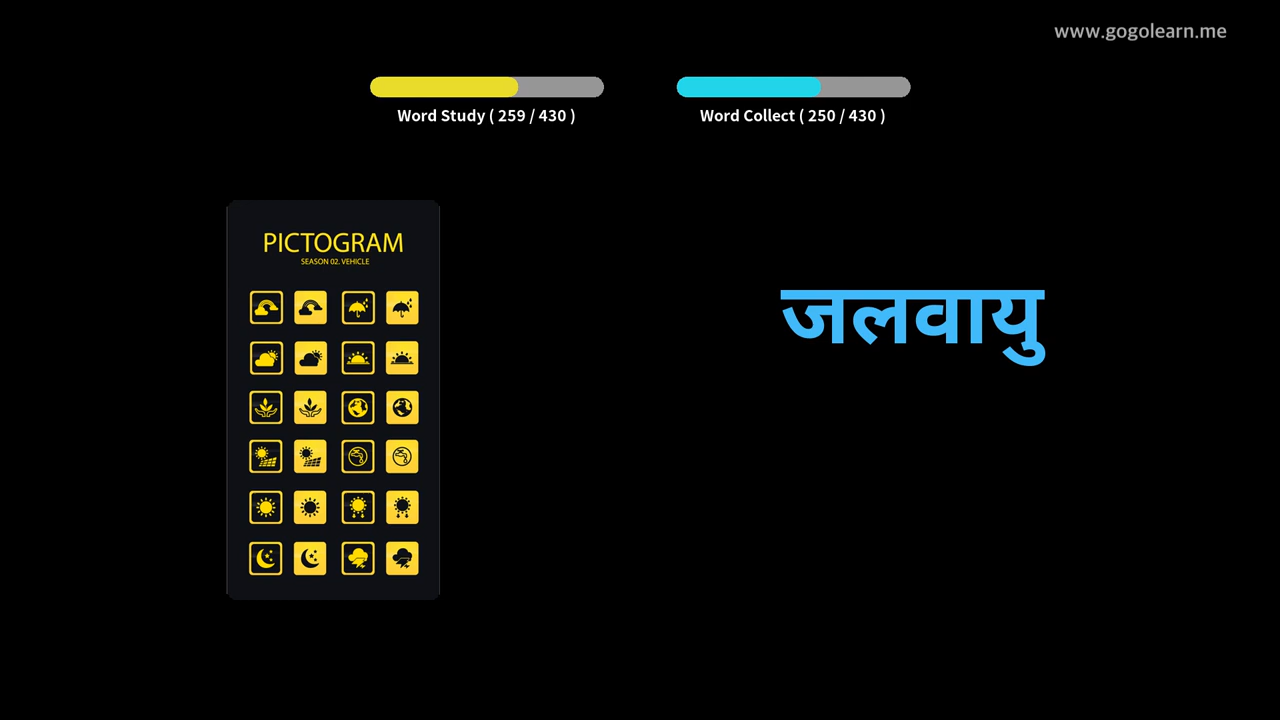 www.gogolearn.me
Word Study ( 259 / 430 )
Word Collect ( 250 / 430 )
PICTOGRAM
SEASON 02. VEHICLE
जलवायु